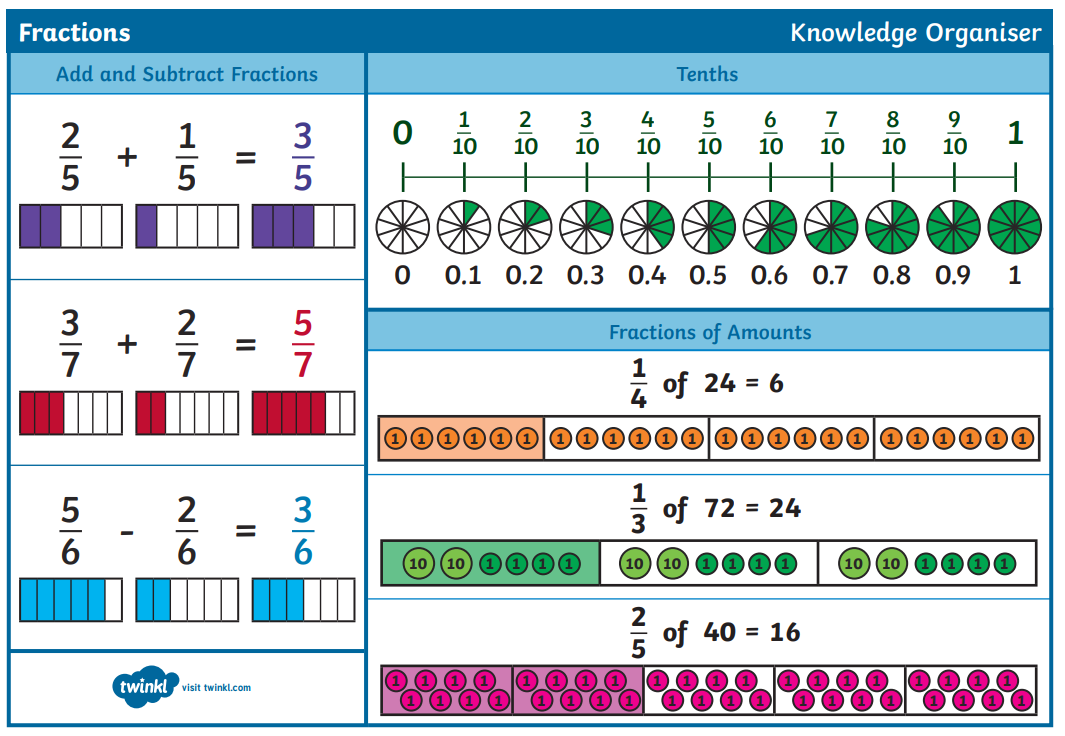 Fractions
Knowledge Organiser
Add and Subtract Fractions
2/5 + 1/5 = 3/5
3/7 + 2/7 = 5/7
5/6 - 2/6 = 3/6
twinkl visit twinkl.com
Tenths
0 1/10 2/10 3/10 4/10 5/10 6/10 7/10 8/10 9/10 1
0 0.1 0.2 0.3 0.4 0.5 0.6 0.7 0.8 0.9 1
Fractions of Amounts
1/4 of 24 = 6
1 1 1 1 1 1 1 1 1 1 1 1 1 1 1 1 1 1 1 1 1 1 1 1
1/3 of 72 = 24
10 10 1 1 1 1 10 10 1 1 1 1 10 10 1 1 1 1
2/5 of 40 = 16
1 1 1 1 1 1 1 1 1 1 1 1 1 1 1 1 1 1 1 1
1 1 1 1 1 1 1 1 1 1 1 1 1 1 1 1 1 1 1 1